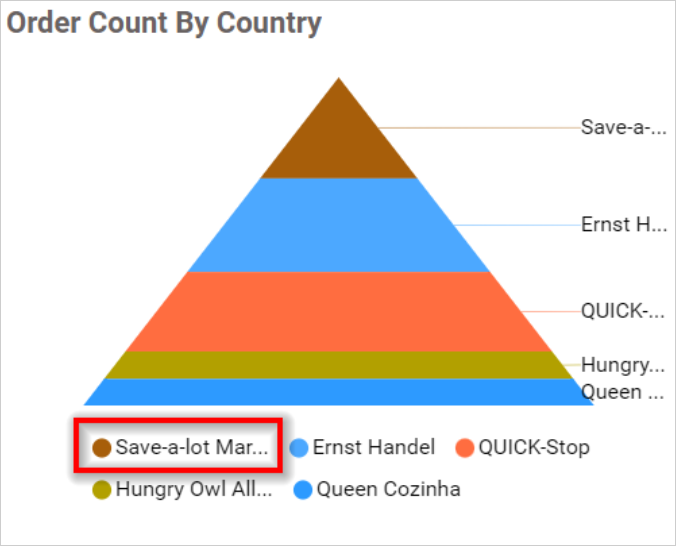 Order Count By Country
Save-a-...
Ernst H...
QUICK-...
Hungry...
Queen ...
Save-a-lot Mar... Ernst Handel QUICK-Stop
Hungry Owl All... Queen Cozinha